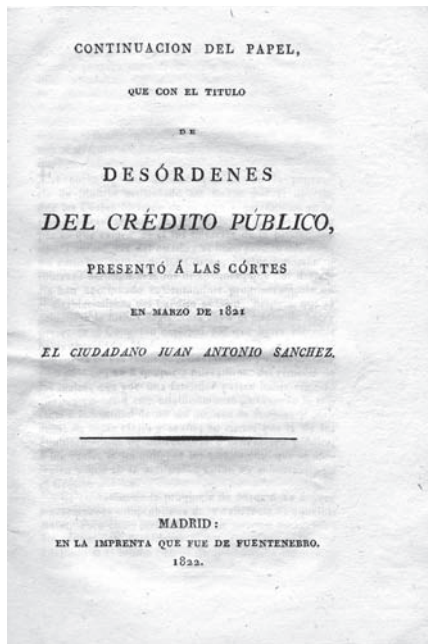 CONTINUACION DEL PAPEL,
QUE CON EL TITULO
DE
DESÓRDENES
DEL CRÉDITO PÚBLICO,
PRESENTÓ Á LAS CÓRTES
EN MARZO DE 1821
EL CIUDADANO JUAN ANTONIO SANCHEZ.
MADRID:
EN LA IMPRENTA QUE FUE DE FUENTENEBRO.
1822.